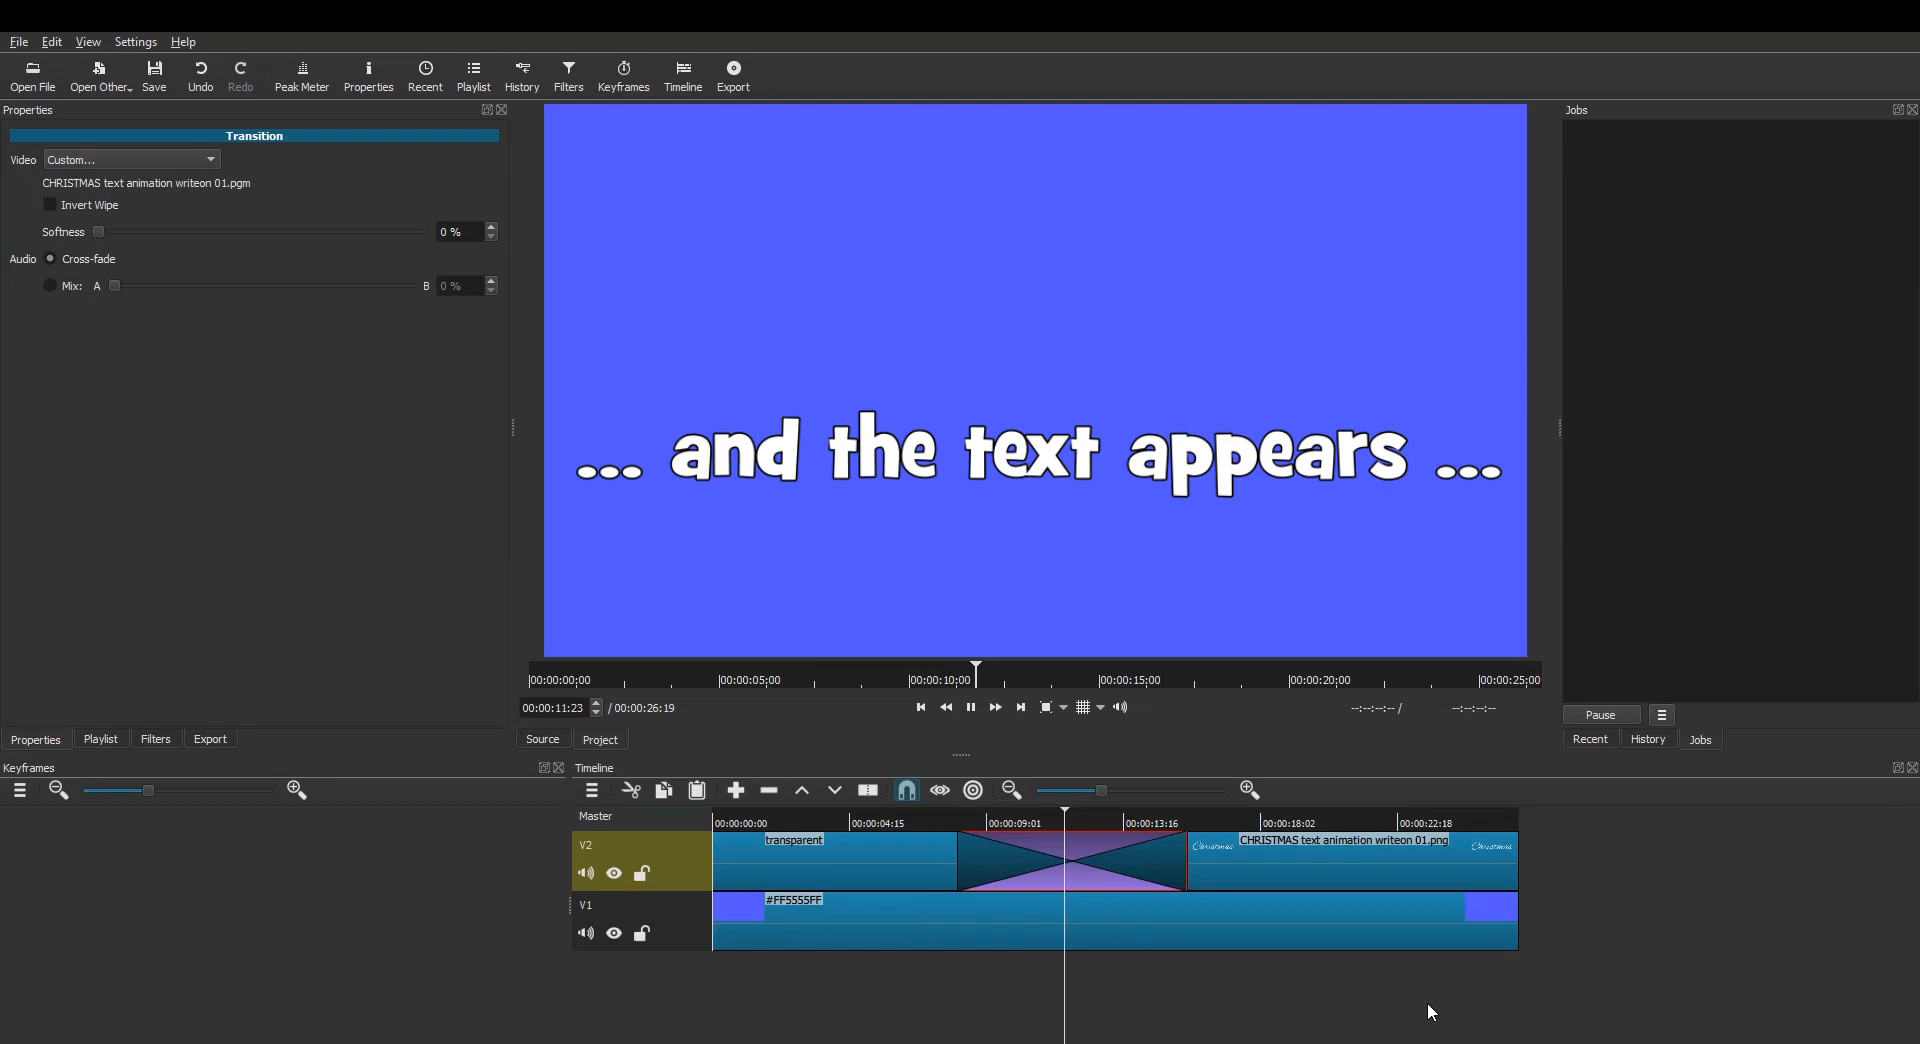 File Edit View Settings Help
Open File Open Other... Save Undo Redo Peak Meter Properties Recent Playlist History Filters Keyframes Timeline Export
Properties
Transition
Video Custom...
CHRISTMAS text animation writeon 01.pgm
Invert Wipe
Softness 0 %
Audio Cross-fade
Mix: A B 0 %
... and the text appears ...
00:00:00;00 00:00:05;00 00:00:10;00 00:00:15;00 00:00:20;00 00:00:25;00
00:00:11:23 / 00:00:26:19 --:--:--:-- / --:--:--:--
Source Project
Properties Playlist Filters Export
Jobs
Pause
Recent History Jobs
Keyframes
Timeline
Master
00:00:00:00 00:00:04:15 00:00:09:01 00:00:13:16 00:00:18:02 00:00:22:18
V2 transparent Christmas CHRISTMAS text animation writeon 01.png Christmas
V1 #FF5555FF